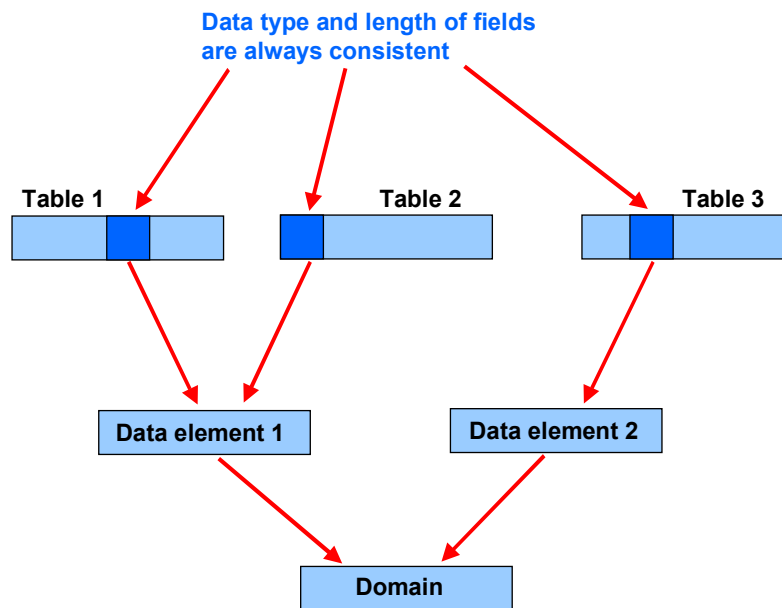 Data type and length of fields
are always consistent
Table 1
Table 2
Table 3
Data element 1
Data element 2
Domain